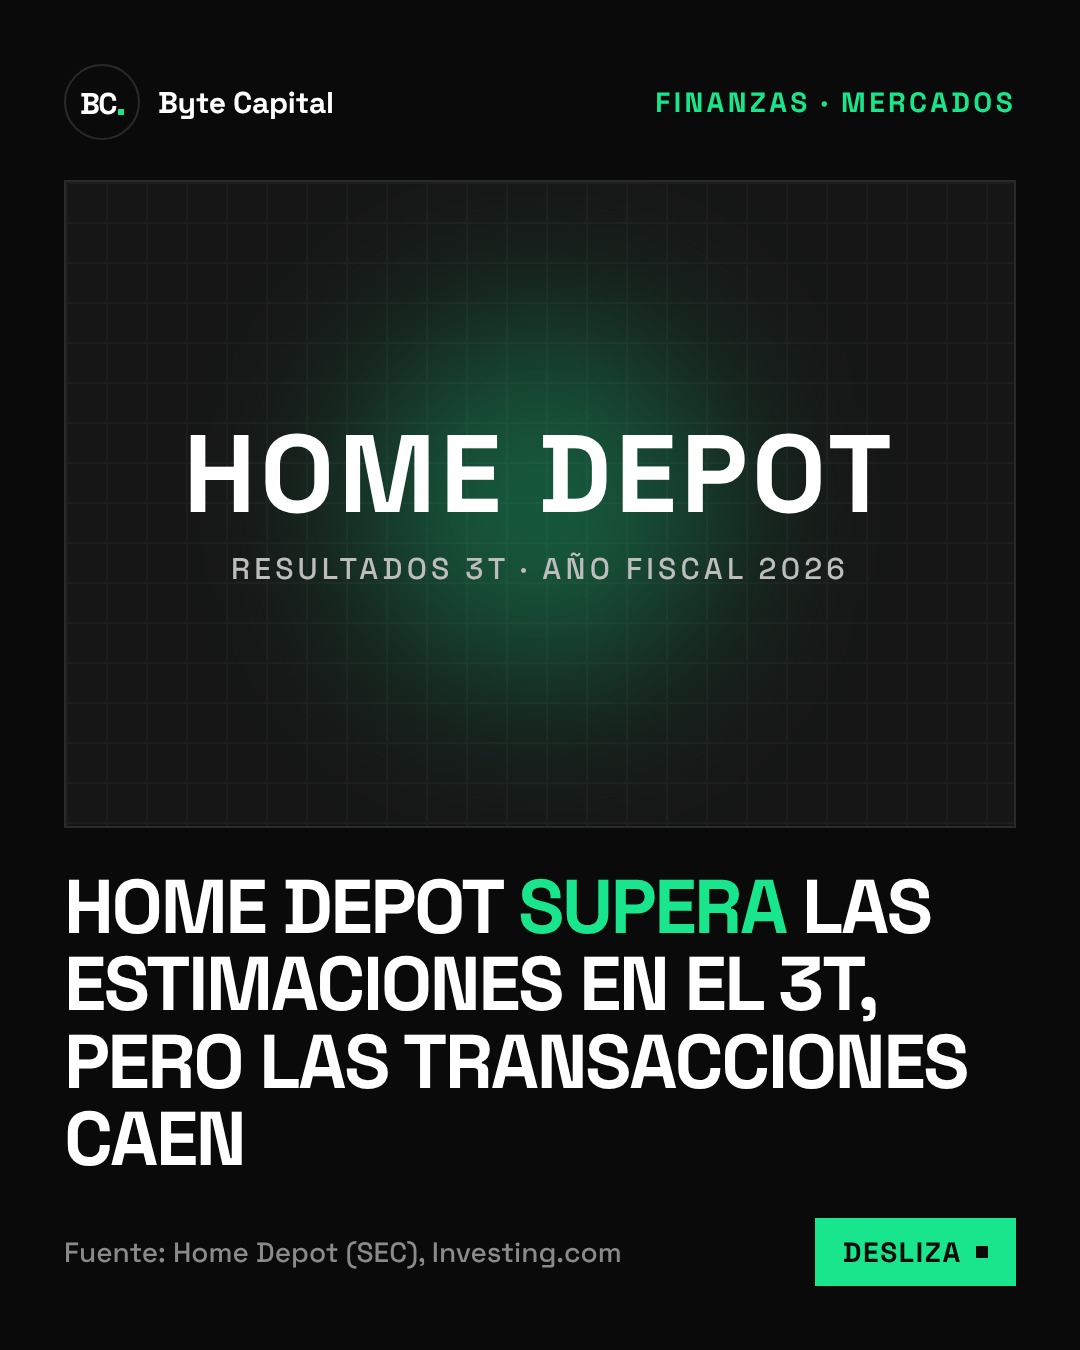 BC.
Byte Capital
FINANZAS · MERCADOS
HOME DEPOT
RESULTADOS 3T · AÑO FISCAL 2026
HOME DEPOT SUPERA LAS
ESTIMACIONES EN EL 3T,
PERO LAS TRANSACCIONES
CAEN
Fuente: Home Depot (SEC), Investing.com
DESLIZA